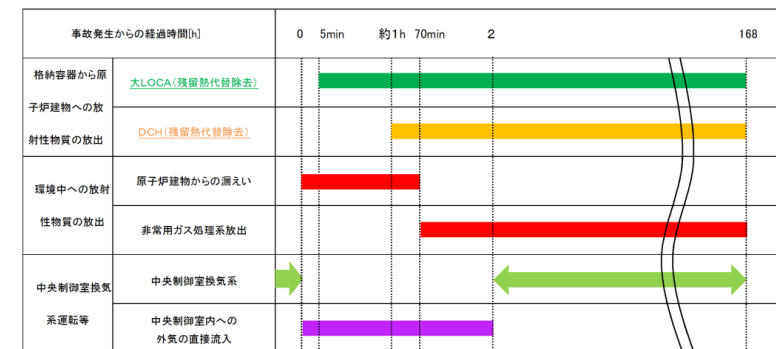 事故発生からの経過時間[h]
0 5min 約1h 70min 2 168
格納容器から原
子炉建物への放
射性物質の放出
大LOCA(残留熱代替除去)
DCH(残留熱代替除去)
環境中への放射
性物質の放出
原子炉建物からの漏えい
非常用ガス処理系放出
中央制御室換気
系運転等
中央制御室換気系
中央制御室内への
外気の直接流入